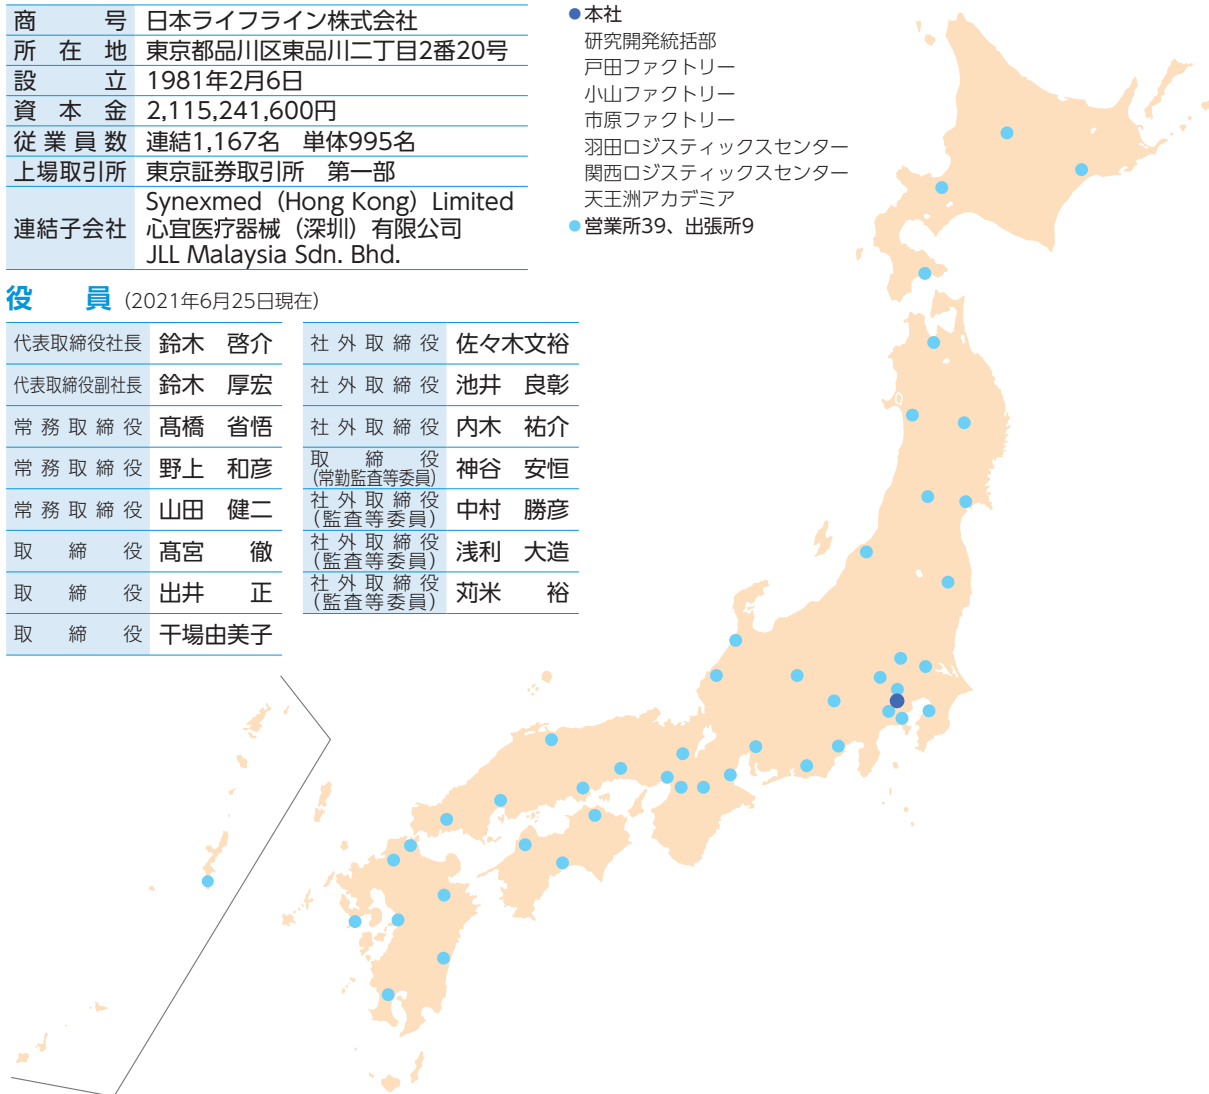 商号 日本ライフライン株式会社
所在地 東京都品川区東品川二丁目2番20号
設立 1981年2月6日
資本金 2,115,241,600円
従業員数 連結1,167名 単体995名
上場取引所 東京証券取引所 第一部
連結子会社 Synexmed（Hong Kong）Limited
心宜医疗器械（深圳）有限公司
JLL Malaysia Sdn. Bhd.
役員（2021年6月25日現在）
代表取締役社長 鈴木 啓介
代表取締役副社長 鈴木 厚宏
常務取締役 髙橋 省悟
常務取締役 野上 和彦
常務取締役 山田 健二
取締役 髙宮 徹
取締役 出井 正
取締役 干場由美子
社外取締役 佐々木文裕
社外取締役 池井 良彰
社外取締役 内木 祐介
取締役
(常勤監査等委員) 神谷 安恒
社外取締役
(監査等委員) 中村 勝彦
社外取締役
(監査等委員) 浅利 大造
社外取締役
(監査等委員) 苅米 裕
●本社
研究開発統括部
戸田ファクトリー
小山ファクトリー
市原ファクトリー
羽田ロジスティックスセンター
関西ロジスティックスセンター
天王洲アカデミア
●営業所39、出張所9